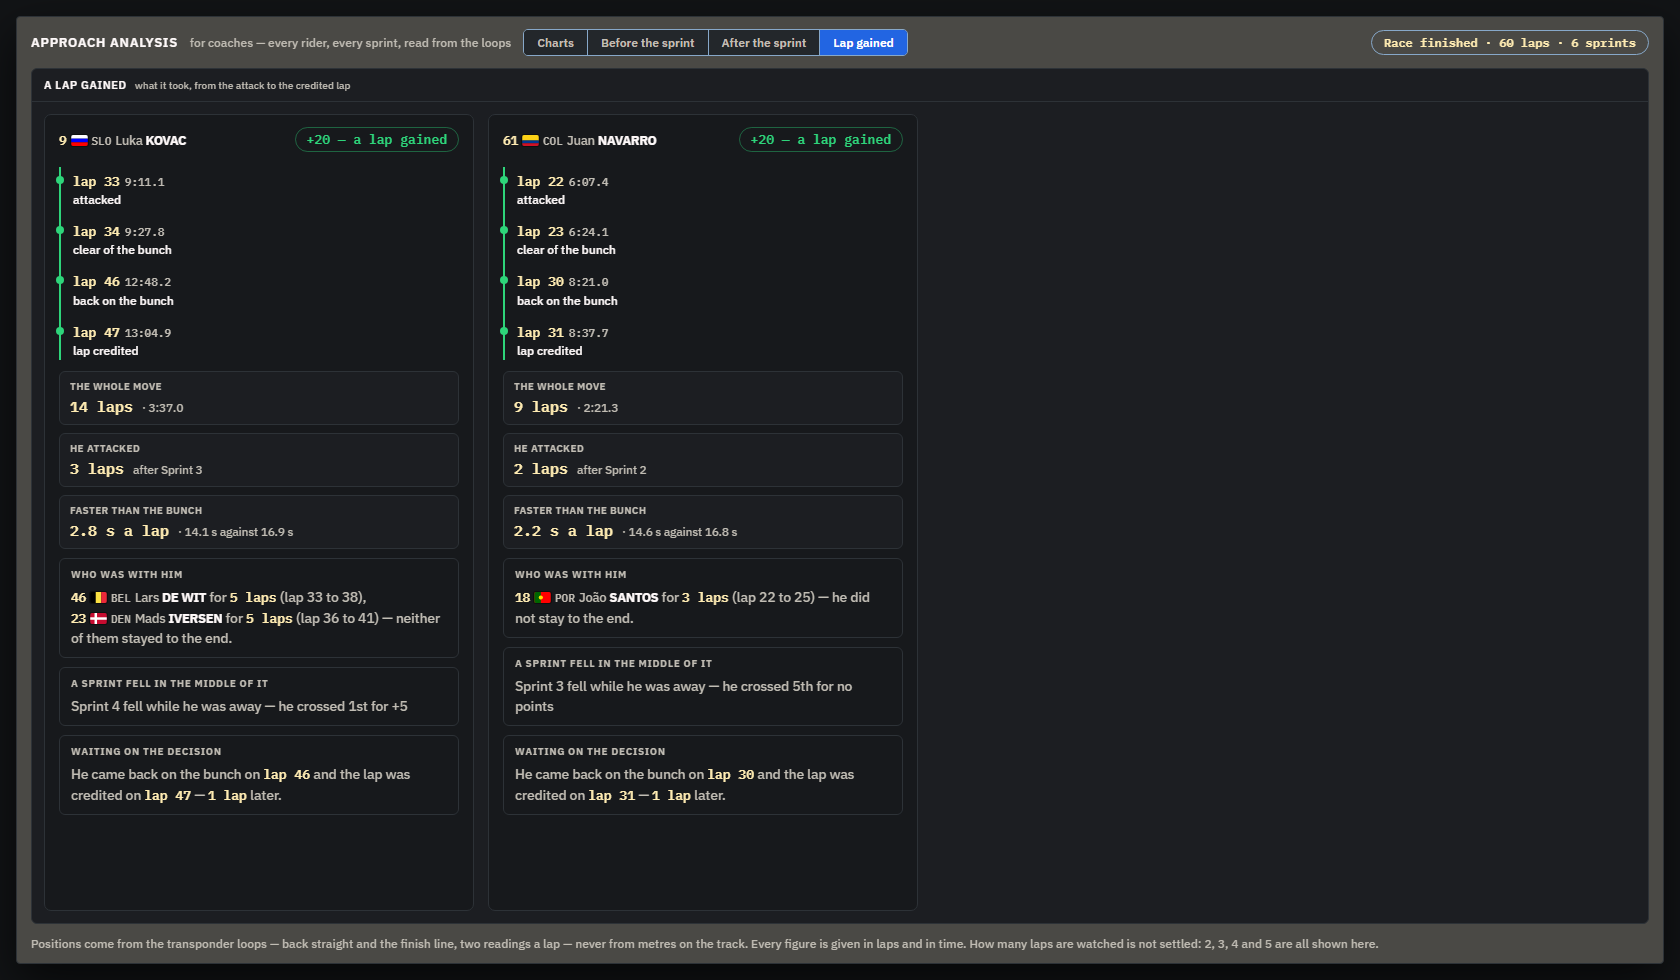 APPROACH ANALYSIS for coaches — every rider, every sprint, read from the loops
Charts
Before the sprint
After the sprint
Lap gained
Race finished · 60 laps · 6 sprints
A LAP GAINED what it took, from the attack to the credited lap
9 SLO Luka KOVAC
+20 — a lap gained
lap 33 9:11.1
attacked
lap 34 9:27.8
clear of the bunch
lap 46 12:48.2
back on the bunch
lap 47 13:04.9
lap credited
THE WHOLE MOVE
14 laps · 3:37.0
HE ATTACKED
3 laps after Sprint 3
FASTER THAN THE BUNCH
2.8 s a lap · 14.1 s against 16.9 s
WHO WAS WITH HIM
46 BEL Lars DE WIT for 5 laps (lap 33 to 38),
23 DEN Mads IVERSEN for 5 laps (lap 36 to 41) — neither
of them stayed to the end.
A SPRINT FELL IN THE MIDDLE OF IT
Sprint 4 fell while he was away — he crossed 1st for +5
WAITING ON THE DECISION
He came back on the bunch on lap 46 and the lap was
credited on lap 47 — 1 lap later.
61 COL Juan NAVARRO
+20 — a lap gained
lap 22 6:07.4
attacked
lap 23 6:24.1
clear of the bunch
lap 30 8:21.0
back on the bunch
lap 31 8:37.7
lap credited
THE WHOLE MOVE
9 laps · 2:21.3
HE ATTACKED
2 laps after Sprint 2
FASTER THAN THE BUNCH
2.2 s a lap · 14.6 s against 16.8 s
WHO WAS WITH HIM
18 POR João SANTOS for 3 laps (lap 22 to 25) — he did
not stay to the end.
A SPRINT FELL IN THE MIDDLE OF IT
Sprint 3 fell while he was away — he crossed 5th for no
points
WAITING ON THE DECISION
He came back on the bunch on lap 30 and the lap was
credited on lap 31 — 1 lap later.
Positions come from the transponder loops — back straight and the finish line, two readings a lap — never from metres on the track. Every figure is given in laps and in time. How many laps are watched is not settled: 2, 3, 4 and 5 are all shown here.